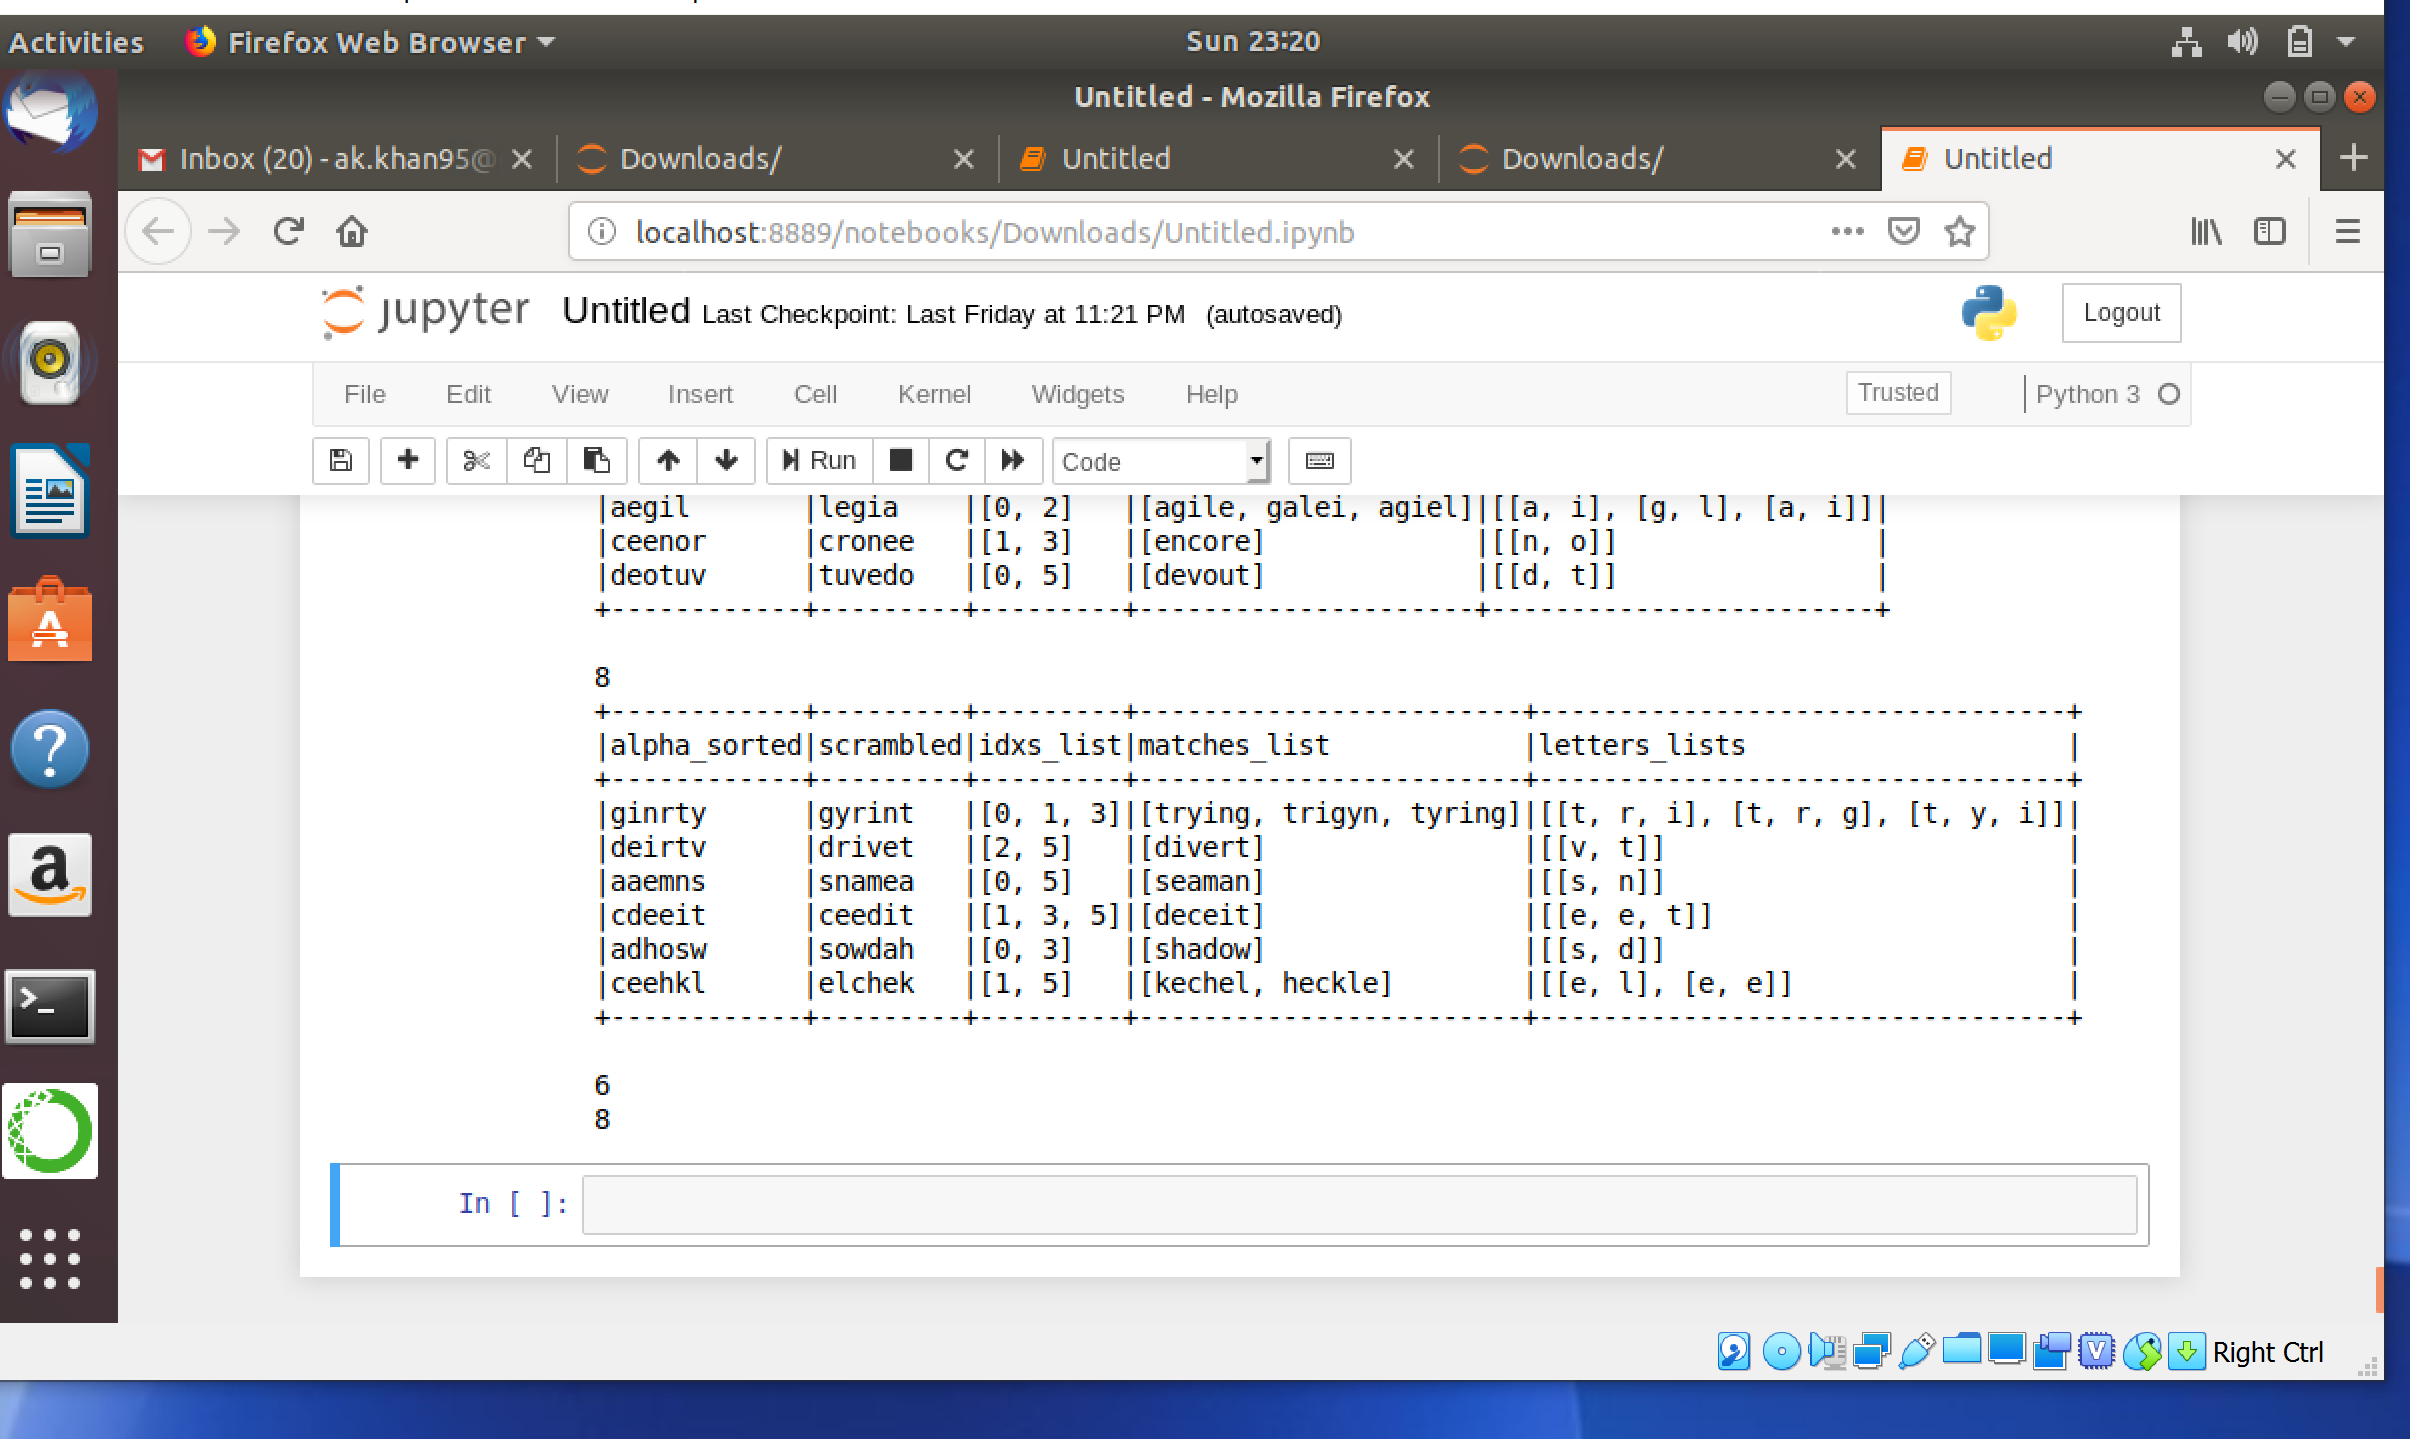 Activities Firefox Web Browser Sun 23:20
Untitled - Mozilla Firefox
Inbox (20) - ak.khan95@ Downloads/ Untitled Downloads/ Untitled
localhost:8889/notebooks/Downloads/Untitled.ipynb
jupyter Untitled Last Checkpoint: Last Friday at 11:21 PM (autosaved) Logout
File Edit View Insert Cell Kernel Widgets Help Trusted Python 3
Run Code
|aegil |legia |[0, 2] |[agile, galei, agiel]|[[a, i], [g, l], [a, i]]|
|ceenor |cronee |[1, 3] |[encore] |[[n, o]] |
|deotuv |tuvedo |[0, 5] |[devout] |[[d, t]] |
+------------+---------+---------+---------------------+------------------------+
8
+------------+---------+---------+------------------------+---------------------------------+
|alpha_sorted|scrambled|idxs_list|matches_list |letters_lists |
+------------+---------+---------+------------------------+---------------------------------+
|ginrty |gyrint |[0, 1, 3]|[trying, trigyn, tyring]|[[t, r, i], [t, r, g], [t, y, i]]|
|deirtv |drivet |[2, 5] |[divert] |[[v, t]] |
|aaemns |snamea |[0, 5] |[seaman] |[[s, n]] |
|cdeeit |ceedit |[1, 3, 5]|[deceit] |[[e, e, t]] |
|adhosw |sowdah |[0, 3] |[shadow] |[[s, d]] |
|ceehkl |elchek |[1, 5] |[kechel, heckle] |[[e, l], [e, e]] |
+------------+---------+---------+------------------------+---------------------------------+
6
8
In [ ]:
Right Ctrl